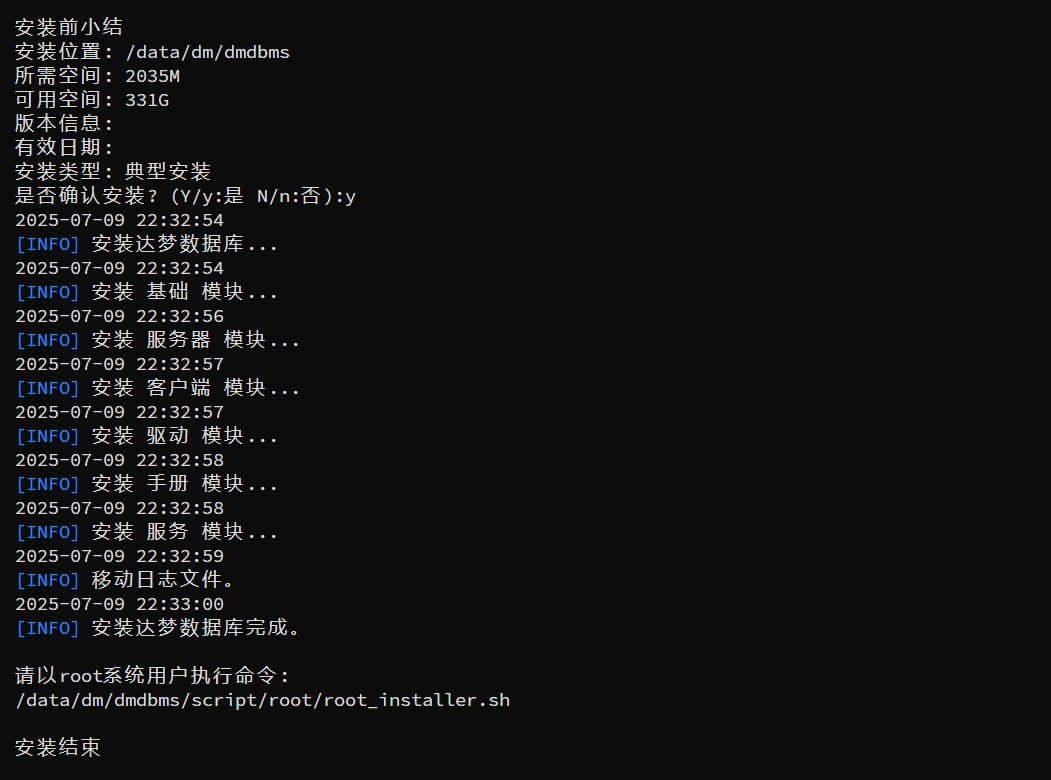 安装前小结
安装位置: /data/dm/dmdbms
所需空间: 2035M
可用空间: 331G
版本信息:
有效日期:
安装类型: 典型安装
是否确认安装? (Y/y:是 N/n:否):y
2025-07-09 22:32:54
[INFO] 安装达梦数据库...
2025-07-09 22:32:54
[INFO] 安装 基础 模块...
2025-07-09 22:32:56
[INFO] 安装 服务器 模块...
2025-07-09 22:32:57
[INFO] 安装 客户端 模块...
2025-07-09 22:32:57
[INFO] 安装 驱动 模块...
2025-07-09 22:32:58
[INFO] 安装 手册 模块...
2025-07-09 22:32:58
[INFO] 安装 服务 模块...
2025-07-09 22:32:59
[INFO] 移动日志文件。
2025-07-09 22:33:00
[INFO] 安装达梦数据库完成。
请以root系统用户执行命令:
/data/dm/dmdbms/script/root/root_installer.sh
安装结束